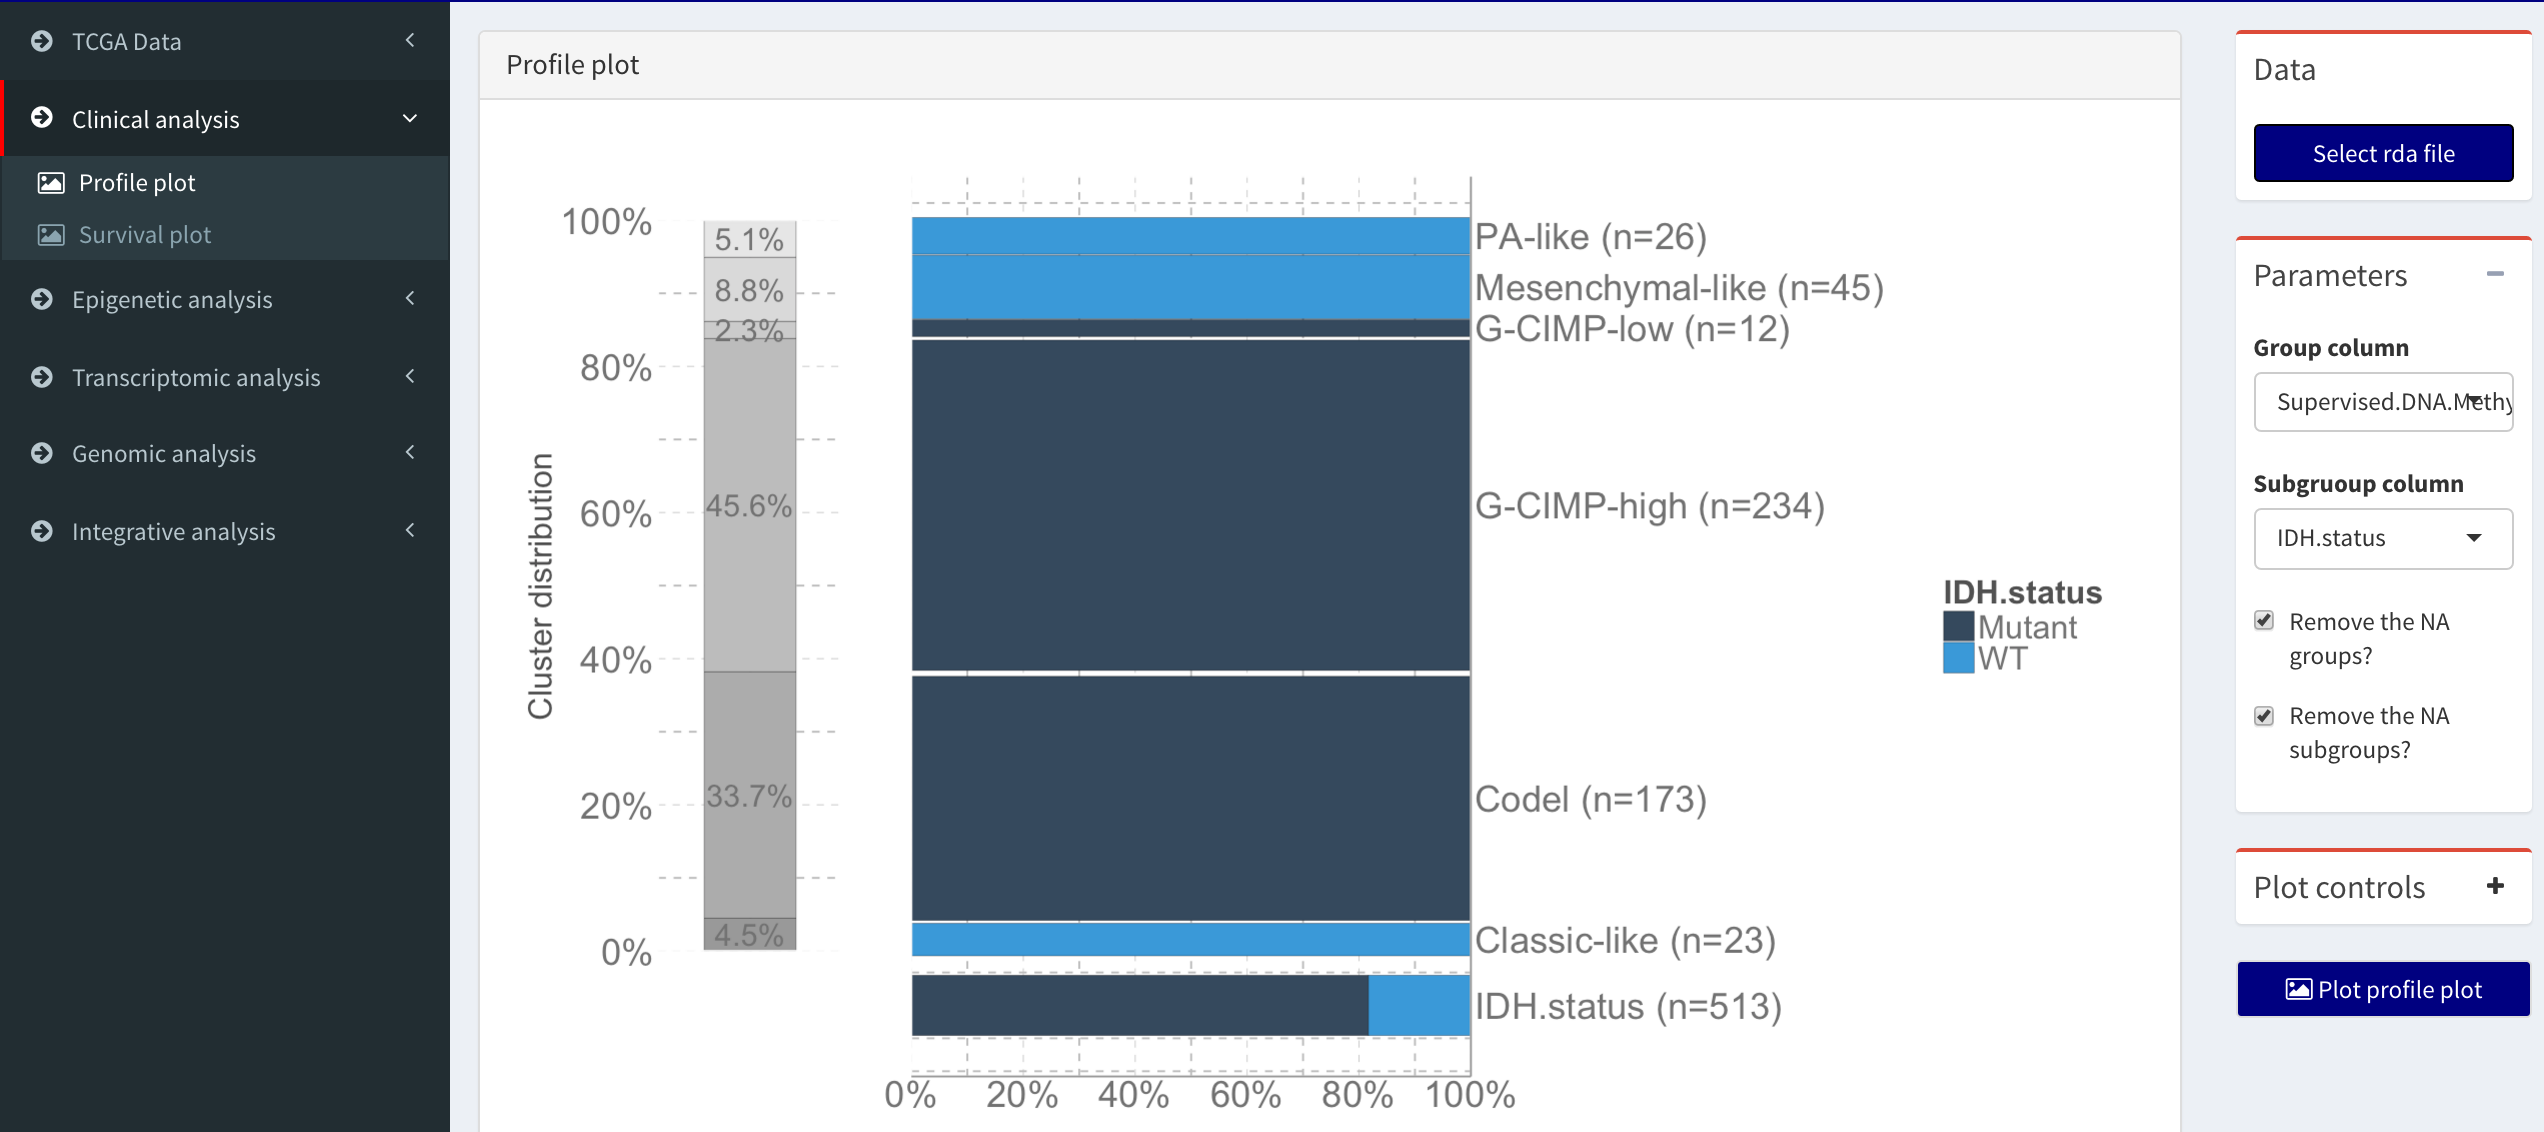 TCGA Data
Clinical analysis
Profile plot
Survival plot
Epigenetic analysis
Transcriptomic analysis
Genomic analysis
Integrative analysis
Profile plot
Cluster distribution
100%
80%
60%
40%
20%
0%
5.1%
8.8%
2.3%
45.6%
33.7%
4.5%
PA-like (n=26)
Mesenchymal-like (n=45)
G-CIMP-low (n=12)
G-CIMP-high (n=234)
Codel (n=173)
Classic-like (n=23)
IDH.status (n=513)
0% 20% 40% 60% 80% 100%
IDH.status
Mutant
WT
Data
Select rda file
Parameters
Group column
Supervised.DNA.Methy
Subgruoup column
IDH.status
Remove the NA
groups?
Remove the NA
subgroups?
Plot controls
Plot profile plot